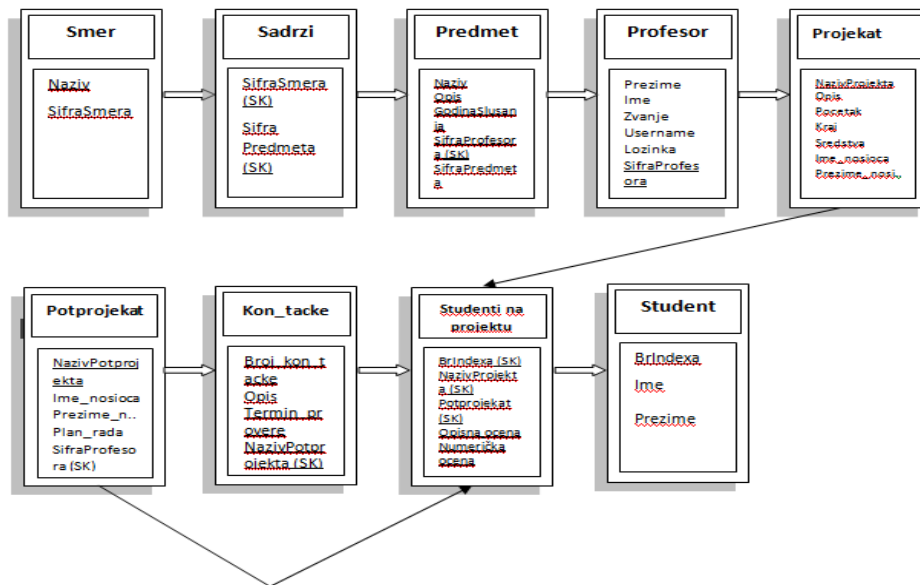 Smer
Naziv
SifraSmera
Sadrzi
SifraSmera
(SK)
Sifra
Predmeta
(SK)
Predmet
Naziv
Opis
GodinaSlusan
ja
SifraProfesor
a (SK)
SifraPredmet
a
Profesor
Prezime
Ime
Zvanje
Username
Lozinka
SifraProfes
ora
Projekat
NazivProjekta
Opis
Pocetak
Kraj
Sredstva
Ime_nosioca
Prezime_nosi..
Potprojekat
NazivPotproj
ekta
Ime_nosioca
Prezime_n..
Plan_rada
SifraProfeso
ra (SK)
Kon_tacke
Broj_kon_t
acke
Opis
Termin_pr
overe
NazivPotpr
ojekta (SK)
Studenti na
projektu
BrIndexa (SK)
NazivProjekt
a (SK)
Potprojekat
(SK)
Opisna ocena
Numerička
ocena
Student
BrIndexa
Ime
Prezime